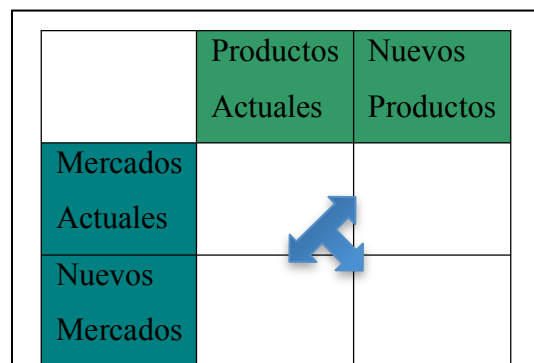 Productos
Actuales
Nuevos
Productos
Mercados
Actuales
Nuevos
Mercados